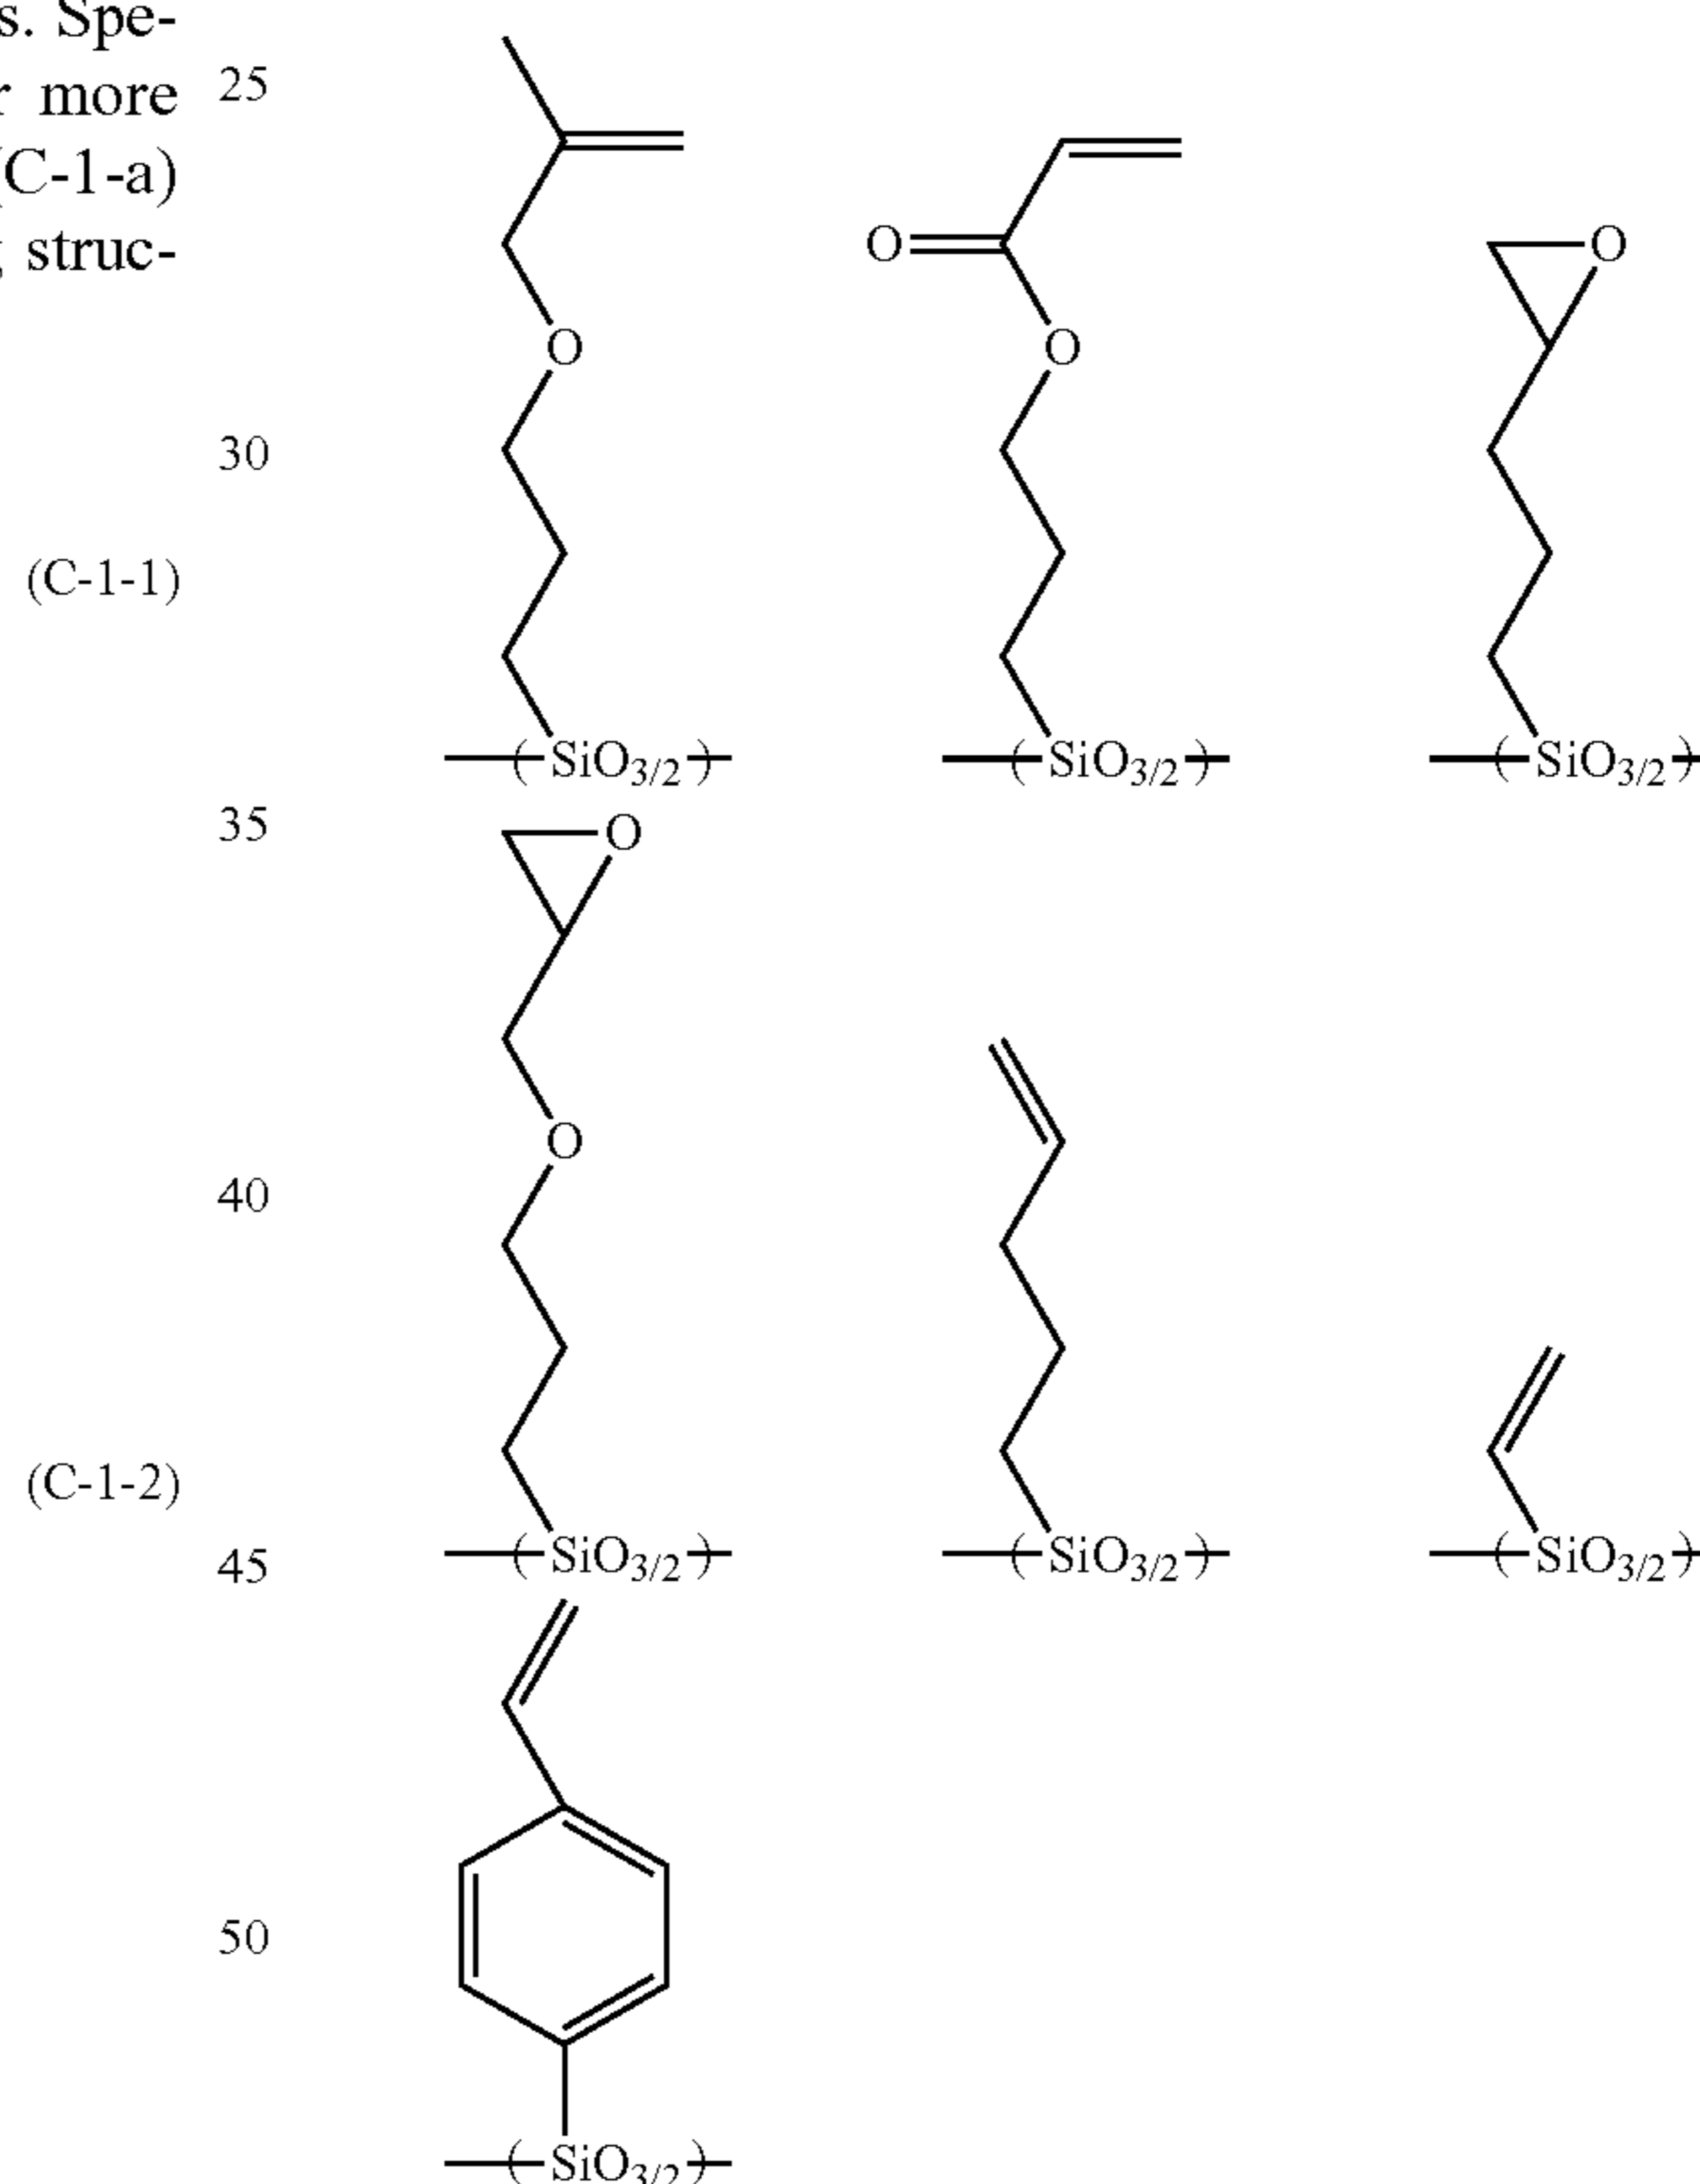 s. Spe-
r more
(C-1-a)
struc-
(C-1-1)
(C-1-2)
25
30
35
40
45
50
O
O
O
O
O
(SiO3/2)
(SiO3/2)
(SiO3/2)
O
O
(SiO3/2)
(SiO3/2)
(SiO3/2)
(SiO3/2)